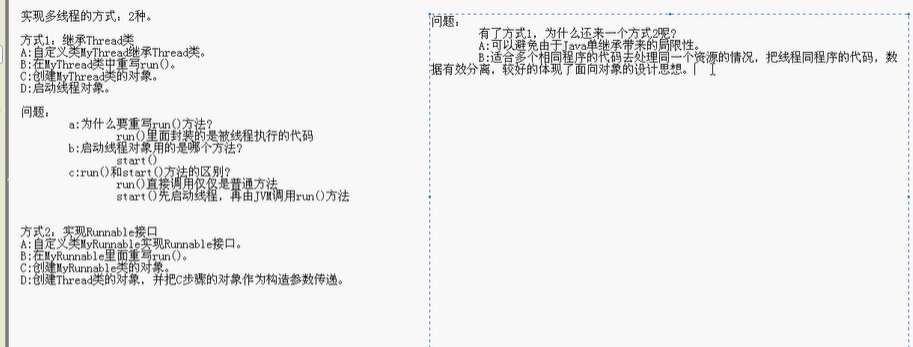 实现多线程的方式：2种。
方式1：继承Thread类
A:自定义类MyThread继承Thread类。
B:在MyThread类中重写run()。
C:创建MyThread类的对象。
D:启动线程对象。
问题：
a:为什么要重写run()方法？
run()里面封装的是被线程执行的代码
b:启动线程对象用的是哪个方法？
start()
c:run()和start()方法的区别？
run()直接调用仅仅是普通方法
start()先启动线程，再由JVM调用run()方法
方式2：实现Runnable接口
A:自定义类MyRunnable实现Runnable接口。
B:在MyRunnable里面重写run()。
C:创建MyRunnable类的对象。
D:创建Thread类的对象，并把C步骤的对象作为构造参数传递。
问题：
有了方式1，为什么还来一个方式2呢？
A:可以避免由于Java单继承带来的局限性。
B:适合多个相同程序的代码去处理同一个资源的情况，把线程同程序的代码，数
据有效分离，较好的体现了面向对象的设计思想。